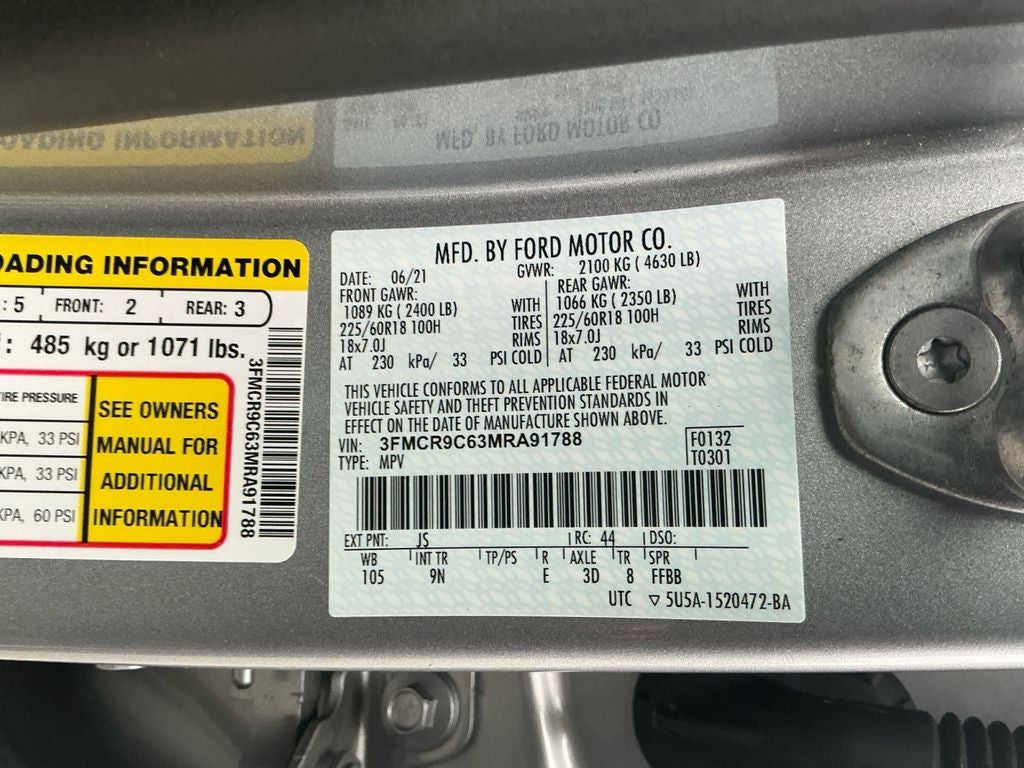 OADING INFORMATION
: 5 FRONT: 2 REAR: 3
: 485 kg or 1071 lbs.
TIRE PRESSURE
KPA, 33 PSI
KPA, 33 PSI
KPA, 60 PSI
SEE OWNERS
MANUAL FOR
ADDITIONAL
INFORMATION
3FMCR9C63MRA91788
MFD. BY FORD MOTOR CO.
DATE: 06/21 GVWR: 2100 KG ( 4630 LB)
FRONT GAWR:
1089 KG ( 2400 LB) WITH
225/60R18 100H TIRES
18x7.0J RIMS
AT 230 kPa/ 33 PSI COLD
REAR GAWR:
1066 KG ( 2350 LB) WITH
225/60R18 100H TIRES
18x7.0J RIMS
AT 230 kPa/ 33 PSI COLD
THIS VEHICLE CONFORMS TO ALL APPLICABLE FEDERAL MOTOR
VEHICLE SAFETY AND THEFT PREVENTION STANDARDS IN
EFFECT ON THE DATE OF MANUFACTURE SHOWN ABOVE.
VIN: 3FMCR9C63MRA91788 F0132
TYPE: MPV T0301
EXT PNT: JS RC: 44 DSO:
WB INT TR TP/PS R AXLE TR SPR
105 9N E 3D 8 FFBB
UTC ▽ 5U5A-1520472-BA